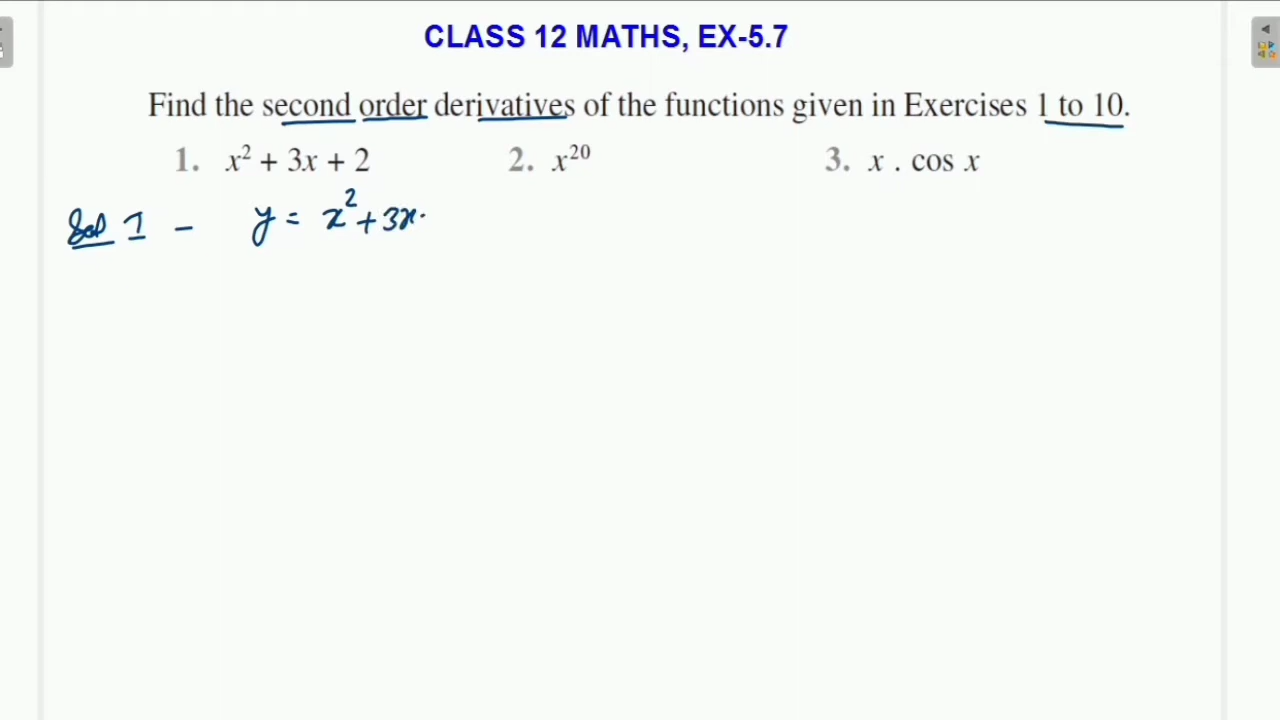 CLASS 12 MATHS, EX-5.7
Find the second order derivatives of the functions given in Exercises 1 to 10.
1. x² + 3x + 2 2. x²⁰ 3. x . cos x
Sol 1 - y = x² + 3x